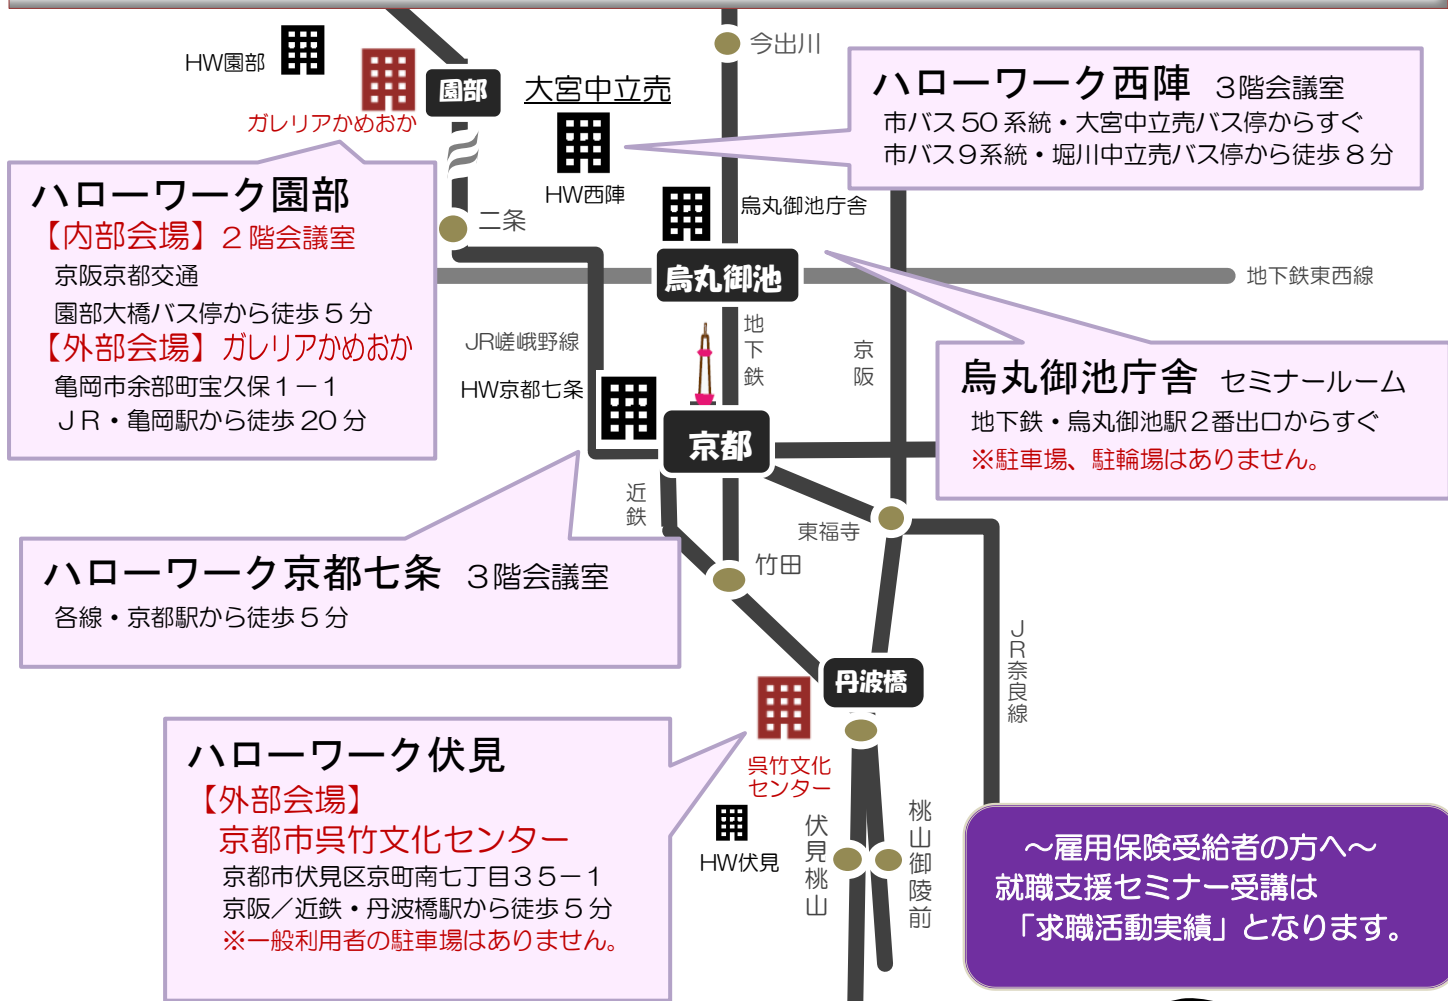 今出川
HW園部
園部
大宮中立売
ガレリアかめおか
HW西陣
ハローワーク西陣 3階会議室
市バス50系統・大宮中立売バス停からすぐ
市バス9系統・堀川中立売バス停から徒歩8分
ハローワーク園部
【内部会場】2階会議室
京阪京都交通
園部大橋バス停から徒歩5分
【外部会場】ガレリアかめおか
亀岡市余部町宝久保1-1
JR・亀岡駅から徒歩20分
二条
烏丸御池庁舎
烏丸御池
地下鉄東西線
JR嵯峨野線
地下鉄
京阪
HW京都七条
京都
烏丸御池庁舎 セミナールーム
地下鉄・烏丸御池駅2番出口からすぐ
※駐車場、駐輪場はありません。
近鉄
東福寺
竹田
ハローワーク京都七条 3階会議室
各線・京都駅から徒歩5分
JR奈良線
丹波橋
ハローワーク伏見
【外部会場】
京都市呉竹文化センター
京都市伏見区京町南七丁目35-1
京阪/近鉄・丹波橋駅から徒歩5分
※一般利用者の駐車場はありません。
呉竹文化
センター
HW伏見
伏見桃山
桃山御陵前
~雇用保険受給者の方へ~
就職支援セミナー受講は
「求職活動実績」となります。